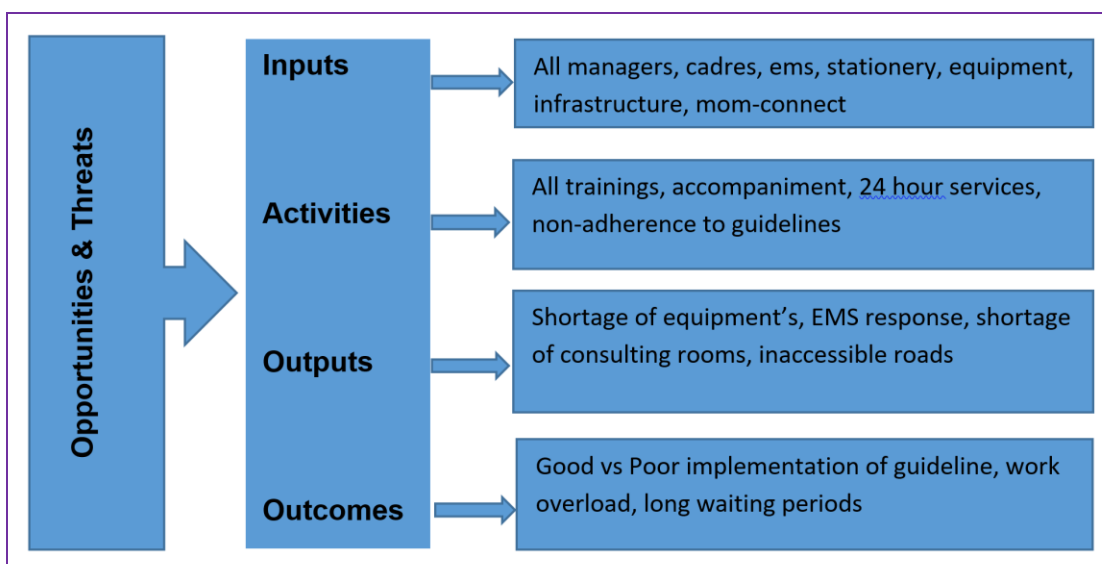 Opportunities & Threats
Inputs
All managers, cadres, ems, stationery, equipment,
infrastructure, mom-connect
Activities
All trainings, accompaniment, 24 hour services,
non-adherence to guidelines
Outputs
Shortage of equipment’s, EMS response, shortage
of consulting rooms, inaccessible roads
Outcomes
Good vs Poor implementation of guideline, work
overload, long waiting periods